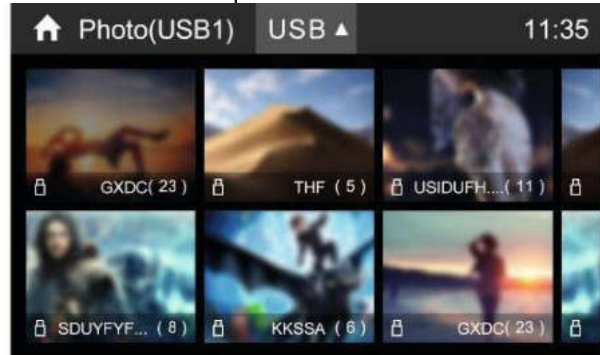 Photo(USB1) USB ▲ 11:35
GXDC( 23 ) THF ( 5 ) USIDUFH....( 11 )
SDUYFYF... ( 8 ) KKSSA ( 6 ) GXDC( 23 )